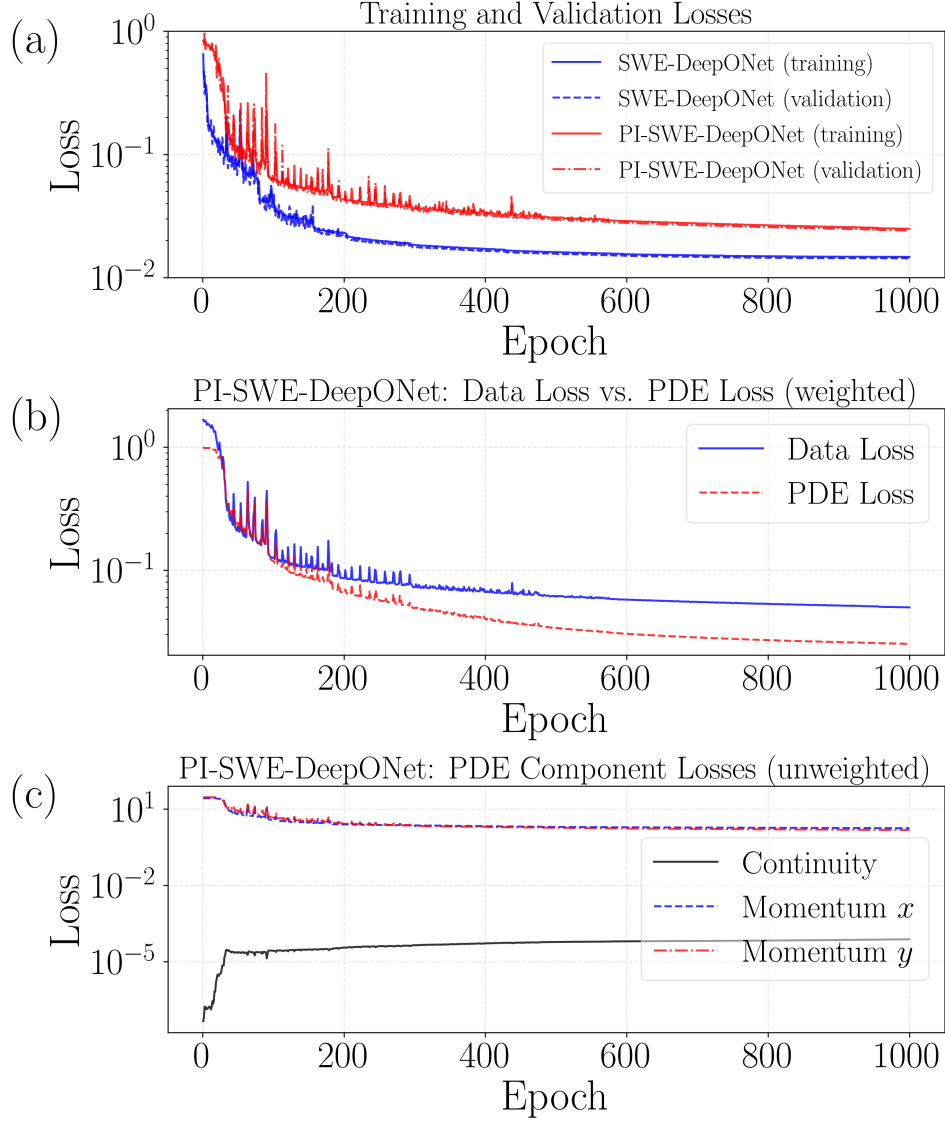 (a)
Training and Validation Losses
Loss
10^0
10^-1
10^-2
SWE-DeepONet (training)
SWE-DeepONet (validation)
PI-SWE-DeepONet (training)
PI-SWE-DeepONet (validation)
0 200 400 600 800 1000
Epoch
(b)
PI-SWE-DeepONet: Data Loss vs. PDE Loss (weighted)
Loss
10^0
10^-1
Data Loss
PDE Loss
0 200 400 600 800 1000
Epoch
(c)
PI-SWE-DeepONet: PDE Component Losses (unweighted)
Loss
10^1
10^-2
10^-5
Continuity
Momentum x
Momentum y
0 200 400 600 800 1000
Epoch